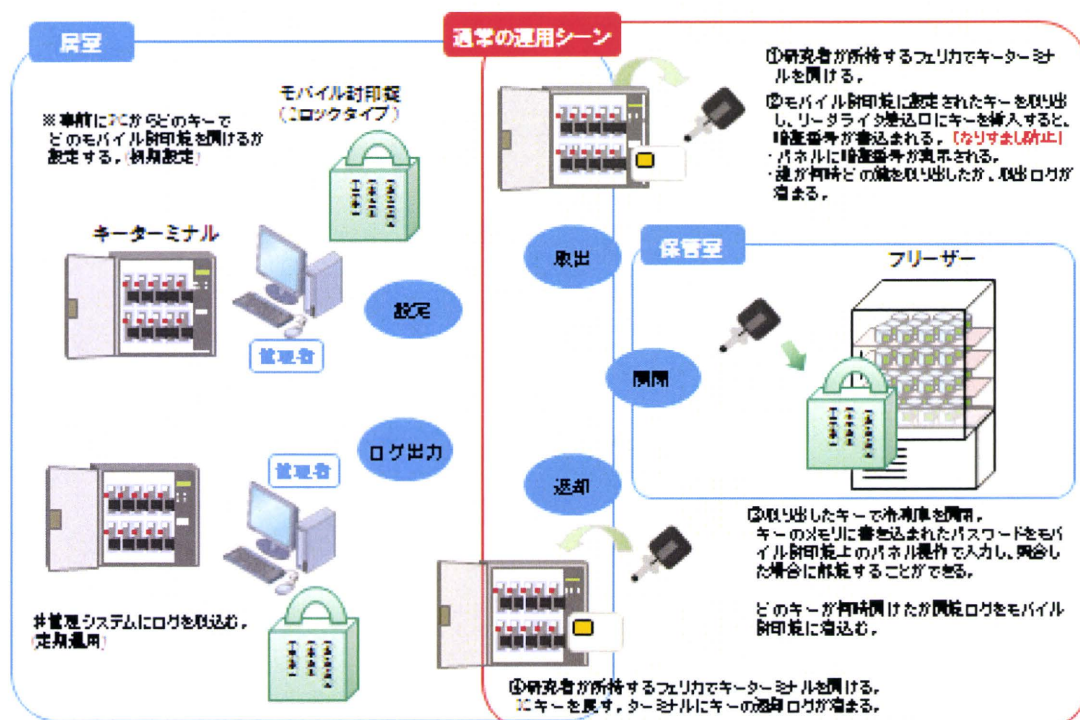 居室
通常の運用シーン
モバイル封印錠
(ICロックタイプ)
※事前にPCからどのキーで
どのモバイル封印錠を開けるか
設定する。(初期設定)
キーターミナル
管理者
設定
①研究者が所持するフェリカでキーターミナ
ルを開ける。
②モバイル封印錠に設定されたキーを取り出
し、リーダライタ差込口にキーを挿入すると、
暗証番号が書込まれる。【なりすまし防止】
・パネルに暗証番号が表示される。
・誰が何時どの鍵を取り出したか、取出ログが
溜まる。
取出
保管室
フリーザー
開閉
ログ出力
管理者
返却
※管理システムにログを取込む。
(定期運用)
③取り出したキーで冷凍庫を開閉。
キーのメモリに書き込まれたパスワードをモバ
イル封印錠上のパネル操作で入力し、照合し
た場合に解錠することができる。
どのキーが何時開けたか開錠ログをモバイル
封印錠に溜込む。
④研究者が所持するフェリカでキーターミナルを開ける。
ICキーを戻す。ターミナルにキーの返却ログが溜まる。